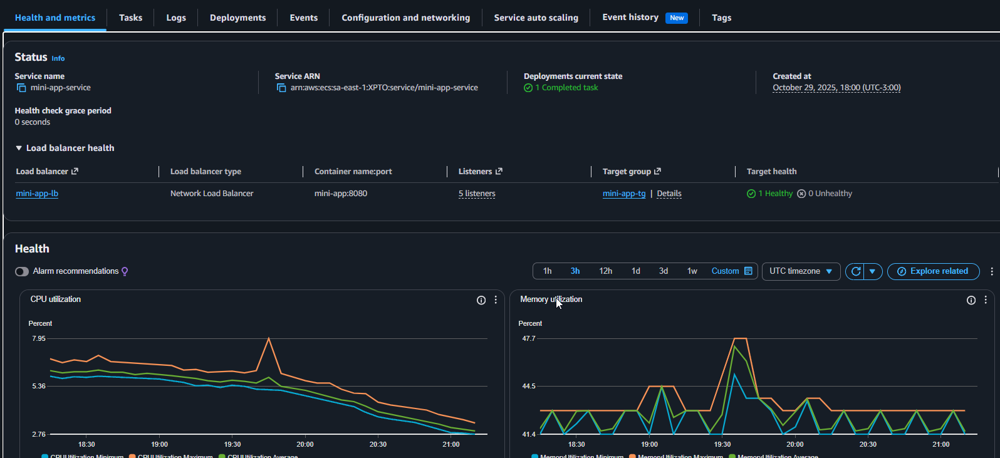 Health and metrics Tasks Logs Deployments Events Configuration and networking Service auto scaling Event history New Tags
Status Info
Service name
mini-app-service
Service ARN
arn:aws:ecs:sa-east-1:XPTO:service/mini-app-service
Deployments current state
1 Completed task
Created at
October 29, 2025, 18:00 (UTC-3:00)
Health check grace period
0 seconds
Load balancer health
Load balancer Load balancer type Container name:port Listeners Target group Target health
mini-app-lb Network Load Balancer mini-app:8080 5 listeners mini-app-tg | Details 1 Healthy 0 Unhealthy
Health
Alarm recommendations
1h 3h 12h 1d 3d 1w Custom UTC timezone Explore related
CPU utilization
Percent
7.95
5.36
2.76
18:30 19:00 19:30 20:00 20:30 21:00
CPUUtilization Minimum CPUUtilization Maximum CPUUtilization Average
Memory utilization
Percent
47.7
44.5
41.4
18:30 19:00 19:30 20:00 20:30 21:00
MemoryUtilization Minimum MemoryUtilization Maximum MemoryUtilization Average